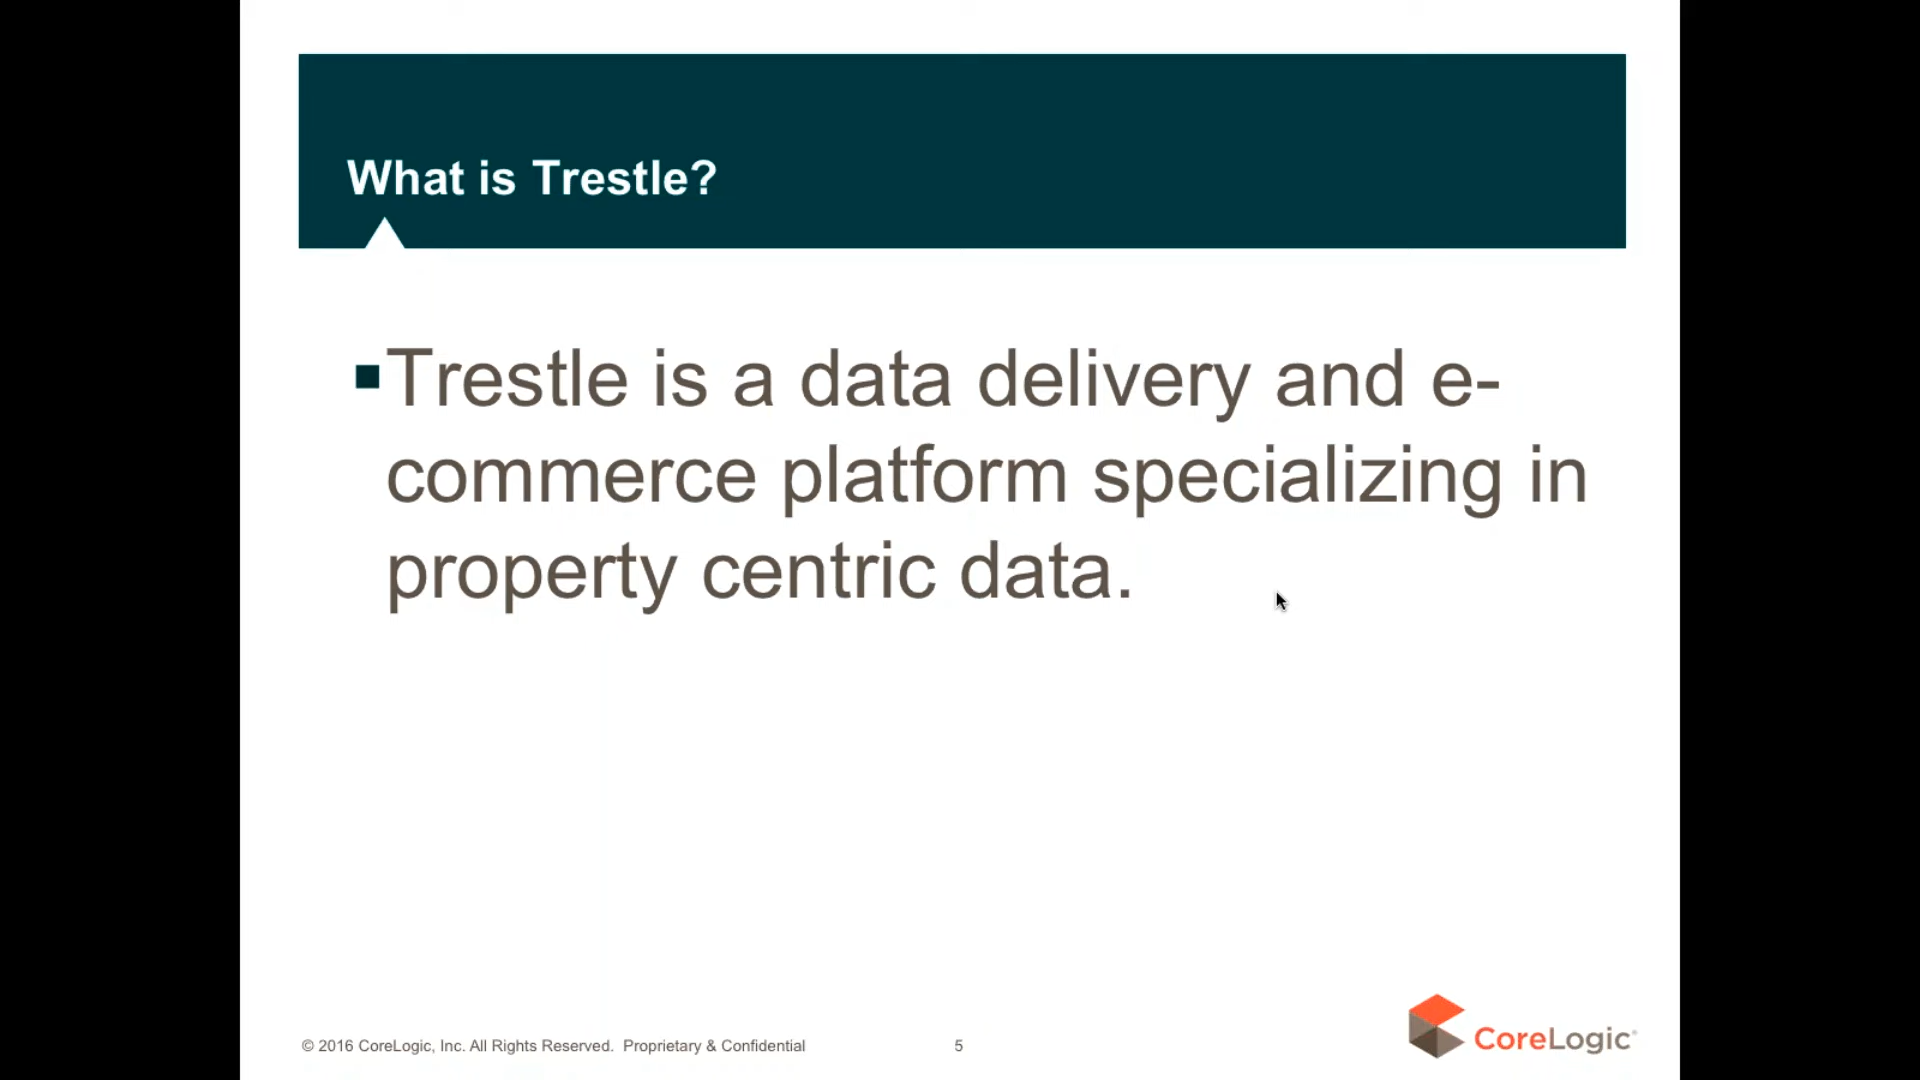 What is Trestle?
▪Trestle is a data delivery and e-
commerce platform specializing in
property centric data.
© 2016 CoreLogic, Inc. All Rights Reserved. Proprietary & Confidential
5
CoreLogic®